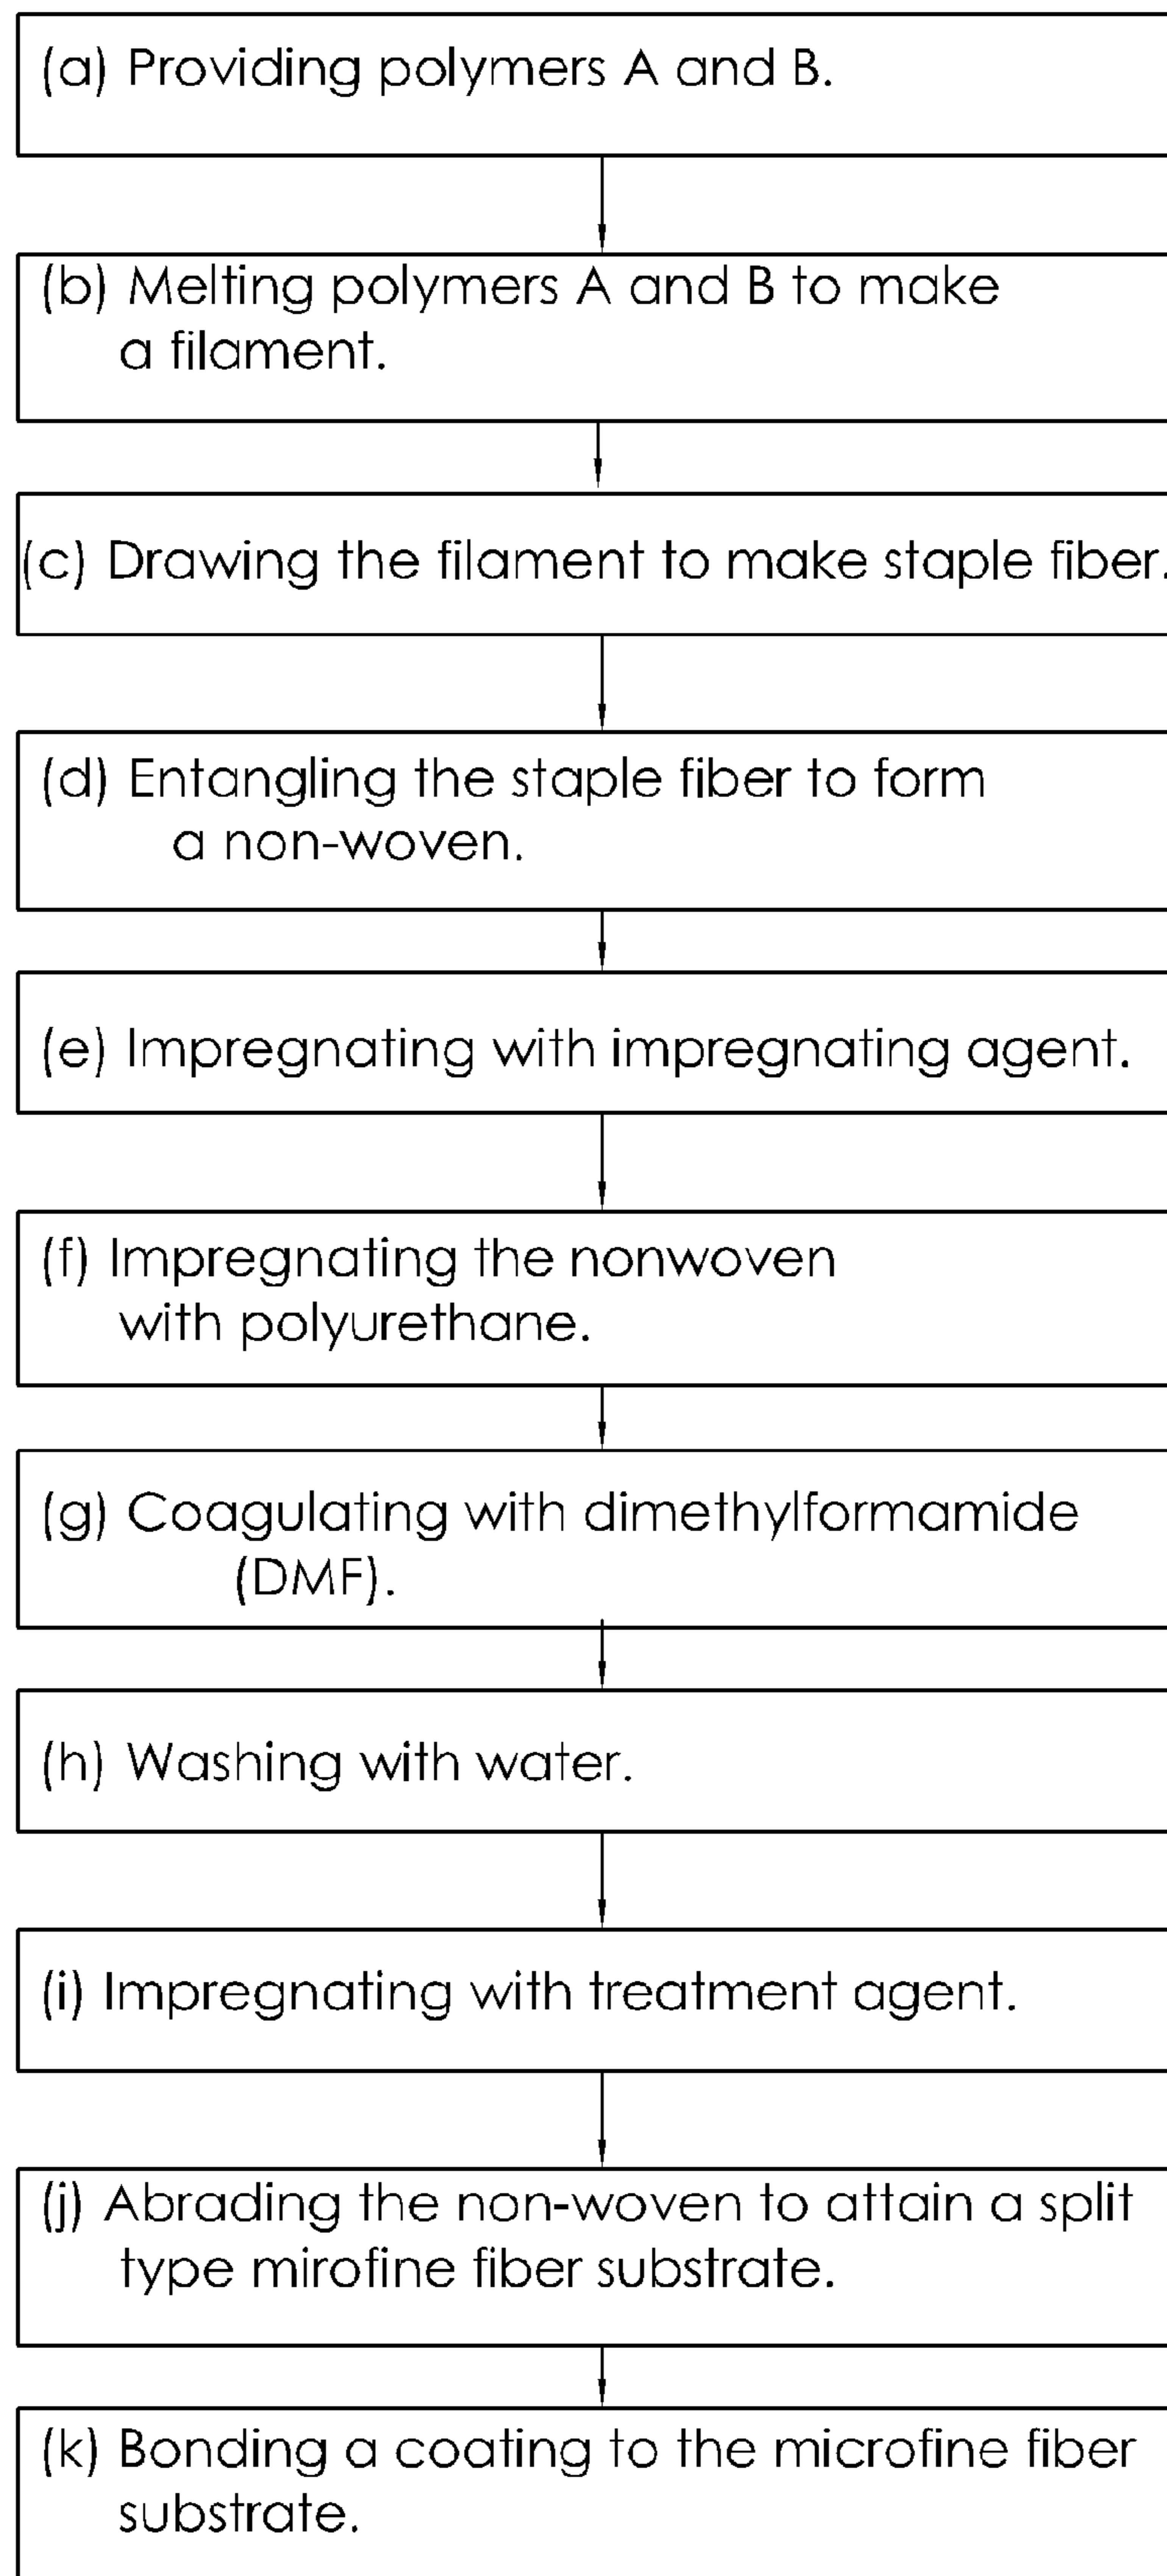 (a) Providing polymers A and B.
(b) Melting polymers A and B to make
a filament.
(c) Drawing the filament to make staple fiber.
(d) Entangling the staple fiber to form
a non-woven.
(e) Impregnating with impregnating agent.
(f) Impregnating the nonwoven
with polyurethane.
(g) Coagulating with dimethylformamide
(DMF).
(h) Washing with water.
(i) Impregnating with treatment agent.
(j) Abrading the non-woven to attain a split
type mirofine fiber substrate.
(k) Bonding a coating to the microfine fiber
substrate.